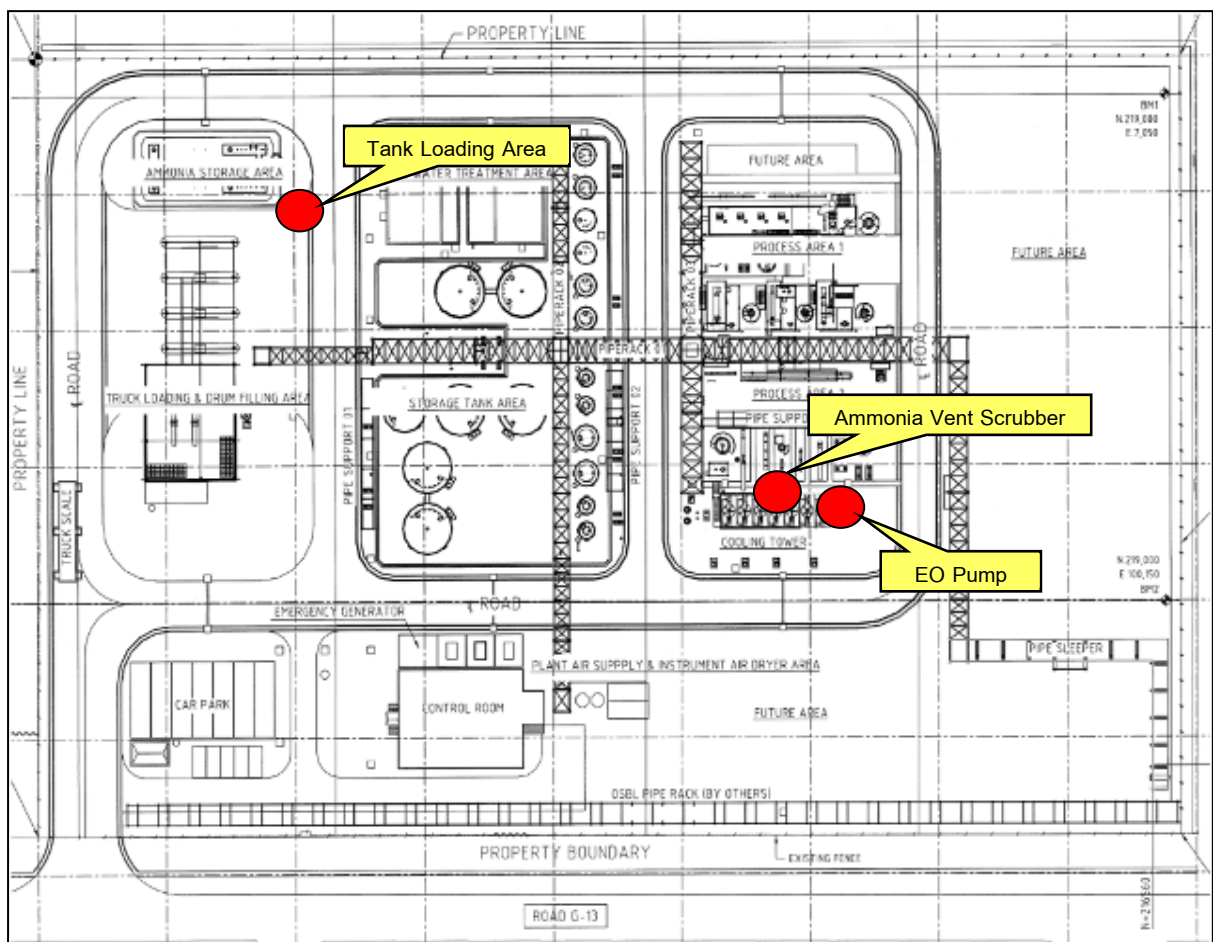 PROPERTY LINE
BM1
N.219,080
E 7,050
Tank Loading Area
AMMONIA STORAGE AREA
WATER TREATMENT AREA
FUTURE AREA
PROCESS AREA 1
FUTURE AREA
PIPERACK 03
PIPERACK 01
ROAD
ROAD
PROPERTY LINE
TRUCK LOADING & DRUM FILLING AREA
STORAGE TANK AREA
PROCESS AREA 2
PIPE SUPPORT 01
PIPE SUPPORT 02
PIPE SUPP
Ammonia Vent Scrubber
TRUCK SCALE
COOLING TOWER
EO Pump
N.219,000
E 100,150
BM2
EMERGENCY GENERATOR
ROAD
PLANT AIR SUPPPLY & INSTRUMENT AIR DRYER AREA
PIPE SLEEPER
CAR PARK
CONTROL ROOM
FUTURE AREA
OSBL PIPE RACK (BY OTHERS)
PROPERTY BOUNDARY
EXISTING FENCE
ROAD G-13